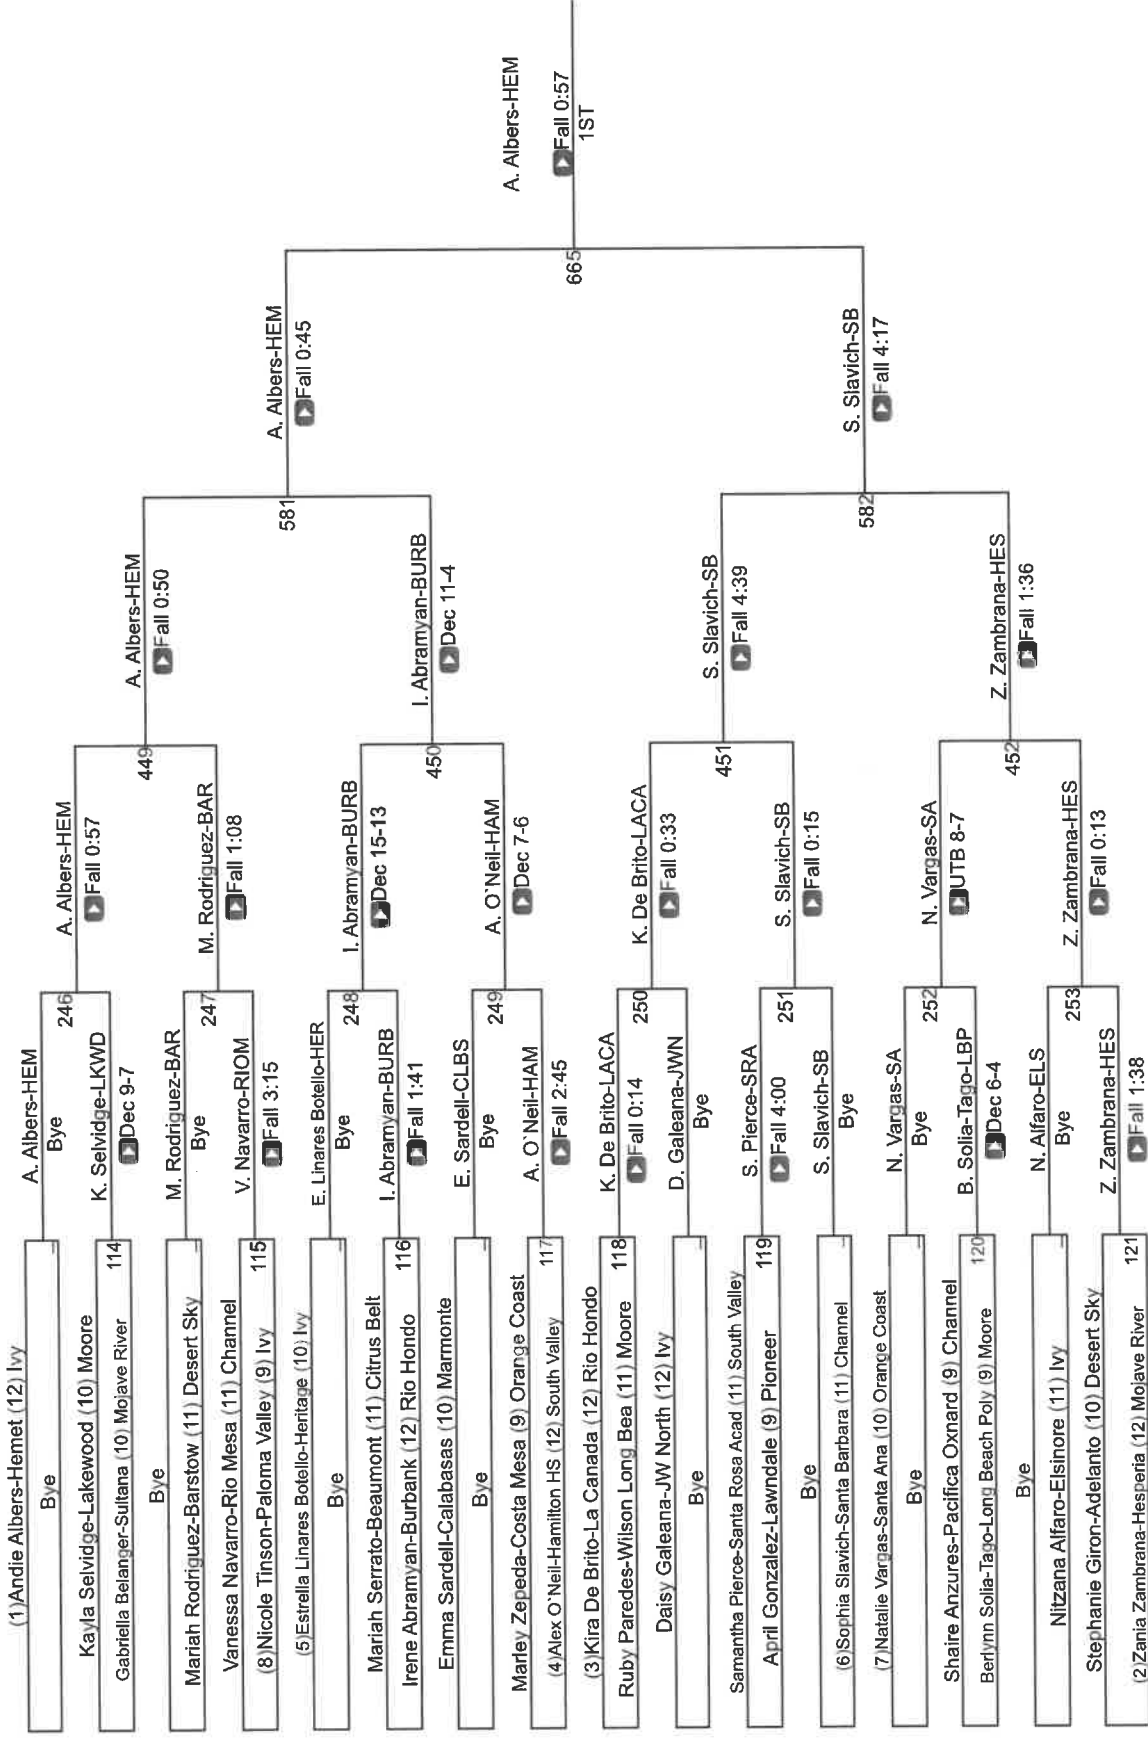 (1)Andie Albers-Hemet (12) Ivy
Bye
Kayla Selvidge-Lakewood (10) Moore
114
Gabriella Belanger-Sultana (10) Mojave River
Bye
Mariah Rodriguez-Barstow (11) Desert Sky
Vanessa Navarro-Rio Mesa (11) Channel
115
(8)Nicole Tinson-Paloma Valley (9) Ivy
(5)Estrella Linares Botello-Heritage (10) Ivy
Bye
Mariah Serrato-Beaumont (11) Citrus Belt
116
Irene Abramyan-Burbank (12) Rio Hondo
Emma Sardell-Calabasas (10) Marmonte
Bye
Marley Zepeda-Costa Mesa (9) Orange Coast
117
(4)Alex O`Neil-Hamilton HS (12) South Valley
(3)Kira De Brito-La Canada (12) Rio Hondo
118
Ruby Paredes-Wilson Long Bea (11) Moore
Daisy Galeana-JW North (12) Ivy
Bye
Samantha Pierce-Santa Rosa Acad (11) South Valley
119
April Gonzalez-Lawndale (9) Pioneer
Bye
(6)Sophia Slavich-Santa Barbara (11) Channel
(7)Natalie Vargas-Santa Ana (10) Orange Coast
Bye
Shaire Anzures-Pacifica Oxnard (9) Channel
120
Berlynn Solia-Tago-Long Beach Poly (9) Moore
Bye
Nitzana Alfaro-Elsinore (11) Ivy
Stephanie Giron-Adelanto (10) Desert Sky
121
(2)Zania Zambrana-Hesperia (12) Mojave River
A. Albers-HEM
Bye
246
K. Selvidge-LKWD
Dec 9-7
M. Rodriguez-BAR
Bye
247
V. Navarro-RIOM
Fall 3:15
E. Linares Botello-HER
Bye
248
I. Abramyan-BURB
Fall 1:41
E. Sardell-CLBS
Bye
249
A. O`Neil-HAM
Fall 2:45
K. De Brito-LACA
Fall 0:14
250
D. Galeana-JWN
Bye
S. Pierce-SRA
Fall 4:00
251
S. Slavich-SB
Bye
N. Vargas-SA
Bye
252
B. Solia-Tago-LBP
Dec 6-4
N. Alfaro-ELS
Bye
253
Z. Zambrana-HES
Fall 1:38
A. Albers-HEM
Fall 0:57
449
M. Rodriguez-BAR
Fall 1:08
I. Abramyan-BURB
Dec 15-13
450
A. O`Neil-HAM
Dec 7-6
K. De Brito-LACA
Fall 0:33
451
S. Slavich-SB
Fall 0:15
N. Vargas-SA
UTB 8-7
452
Z. Zambrana-HES
Fall 0:13
A. Albers-HEM
Fall 0:50
581
I. Abramyan-BURB
Dec 11-4
S. Slavich-SB
Fall 4:39
582
Z. Zambrana-HES
Fall 1:36
A. Albers-HEM
Fall 0:45
665
S. Slavich-SB
Fall 4:17
A. Albers-HEM
Fall 0:57
1ST